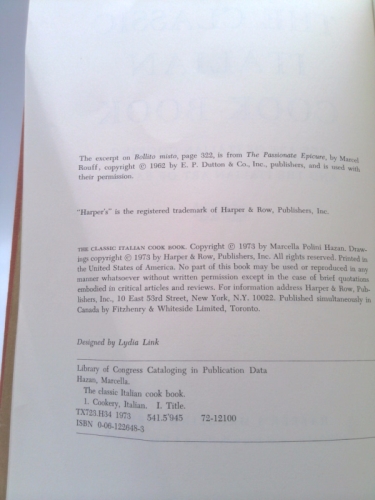 The excerpt on Bollito misto, page 322, is from The Passionate Epicure, by Marcel
Rouff, copyright © 1962 by E. P. Dutton & Co., Inc., publishers, and is used with
their permission.
"Harper's" is the registered trademark of Harper & Row, Publishers, Inc.
THE CLASSIC ITALIAN COOK BOOK. Copyright © 1973 by Marcella Polini Hazan. Draw-
ings copyright © 1973 by Harper & Row, Publishers, Inc. All rights reserved. Printed in
the United States of America. No part of this book may be used or reproduced in any
manner whatsoever without written permission except in the case of brief quotations
embodied in critical articles and reviews. For information address Harper & Row, Pub-
lishers, Inc., 10 East 53rd Street, New York, N.Y. 10022. Published simultaneously in
Canada by Fitzhenry & Whiteside Limited, Toronto.
Designed by Lydia Link
Library of Congress Cataloging in Publication Data
Hazan, Marcella.
The classic Italian cook book.
1. Cookery, Italian. I. Title.
TX723.H34 1973 541.5'945 72-12100
ISBN 0-06-122648-3